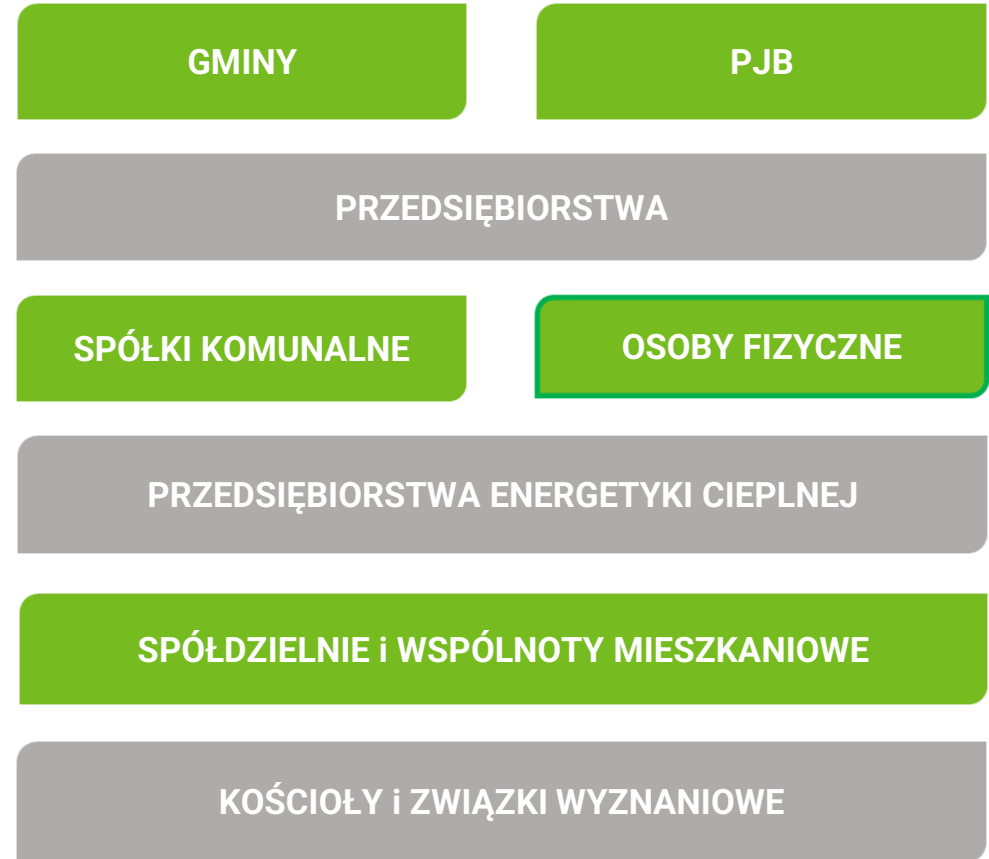 GMINY
PJB
PRZEDSIĘBIORSTWA
SPÓŁKI KOMUNALNE
OSOBY FIZYCZNE
PRZEDSIĘBIORSTWA ENERGETYKI CIEPLNEJ
SPÓŁDZIELNIE i WSPÓLNOTY MIESZKANIOWE
KOŚCIOŁY i ZWIĄZKI WYZNANIOWE